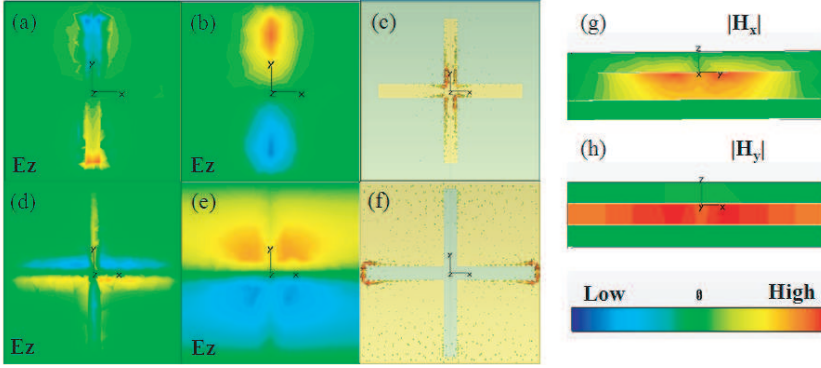 (a)
(b)
(c)
y
z x
y
z x
y
z x
Ez
Ez
(d)
(e)
(f)
y
x
y
z x
y
z x
Ez
Ez
(g) |Hx|
z
x y
(h) |Hy|
z
y x
Low 0 High